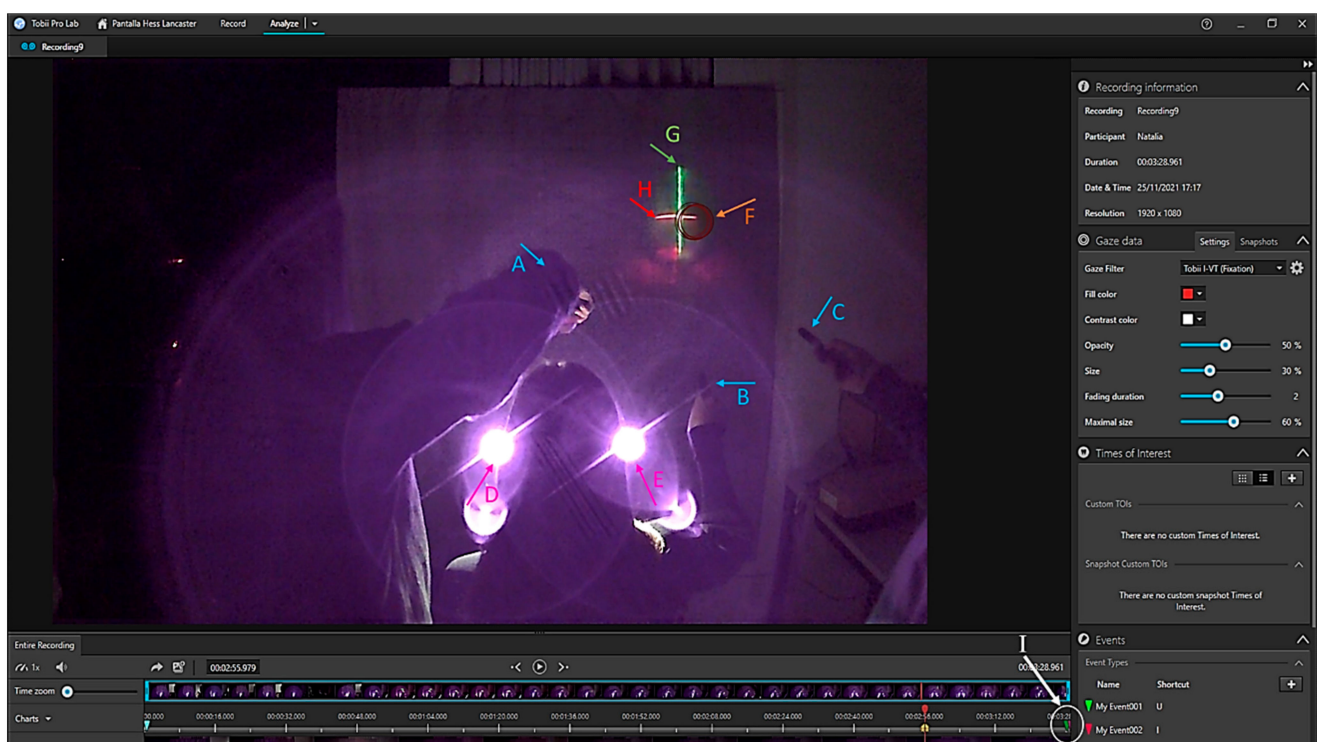 Tobii Pro Lab Pantalla Hess Lancaster Record Analyze
Recording9
Recording information
Recording Recording9
Participant Natalia
Duration 00:03:28.961
Date & Time 25/11/2021 17:17
Resolution 1920 x 1080
Gaze data Settings Snapshots
Gaze Filter Tobii I-VT (Fixation)
Fill color
Contrast color
Opacity 50 %
Size 30 %
Fading duration 2
Maximal size 60 %
Times of Interest
Custom TOIs
There are no custom Times of Interest.
Snapshot Custom TOIs
There are no custom snapshot Times of
Interest.
Events
Event Types
Name Shortcut
My Event001 U
My Event002 I
G
H
F
A
C
B
D
E
I
Entire Recording
1x 00:02:55.979 28.961
Time zoom
Charts 00.000 00:00:16.000 00:00:32.000 00:00:48.000 00:01:04.000 00:01:20.000 00:01:36.000 00:01:52.000 00:02:08.000 00:02:24.000 00:02:40.000 00:02:56.000 00:03:12.000 00:03:28